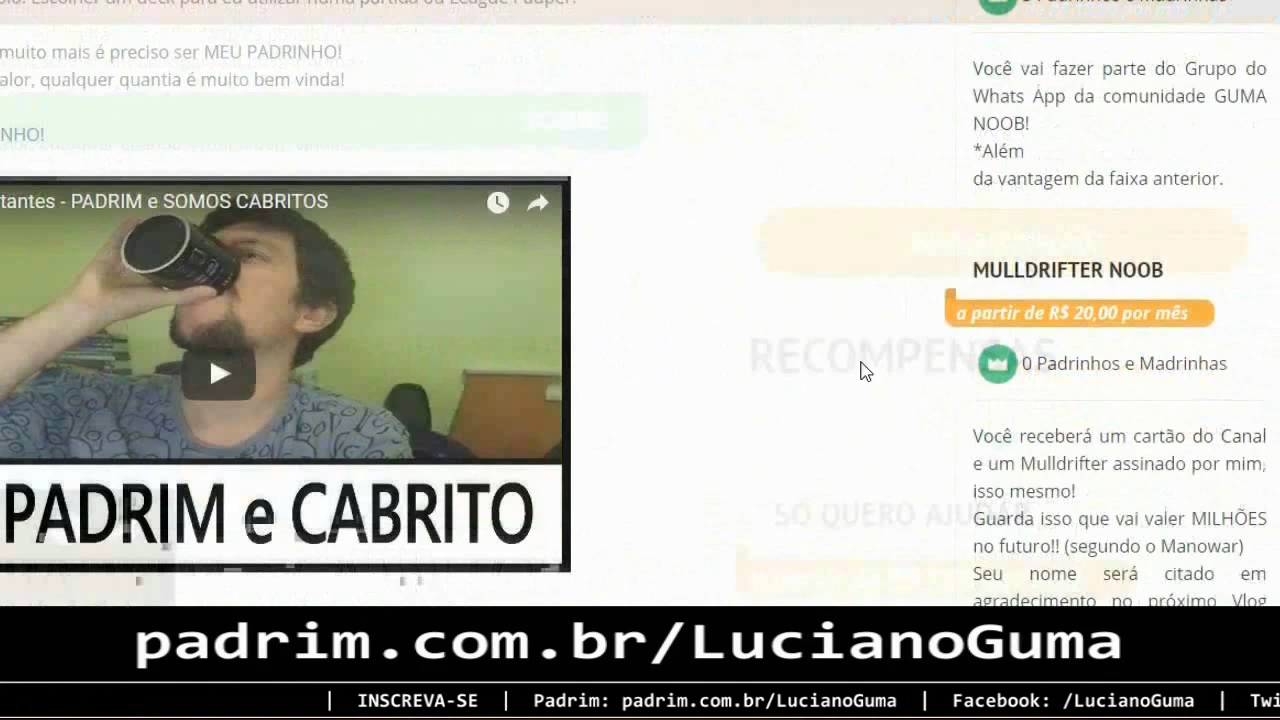 muito mais é preciso ser MEU PADRINHO!
alor, qualquer quantia é muito bem vinda!
NHO!
tantes - PADRIM e SOMOS CABRITOS
PADRIM e CABRITO
Você vai fazer parte do Grupo do
Whats App da comunidade GUMA
NOOB!
*Além
da vantagem da faixa anterior.
MULLDRIFTER NOOB
a partir de R$ 20,00 por mês
0 Padrinhos e Madrinhas
RECOMPENSAS
Você receberá um cartão do Canal
e um Mulldrifter assinado por mim,
isso mesmo!
Guarda isso que vai valer MILHÕES
no futuro!! (segundo o Manowar)
Seu nome será citado em
agradecimento no próximo Vlog
SÓ QUERO AJUDAR
padrim.com.br/LucianoGuma
| INSCREVA-SE | Padrim: padrim.com.br/LucianoGuma | Facebook: /LucianoGuma | Twi